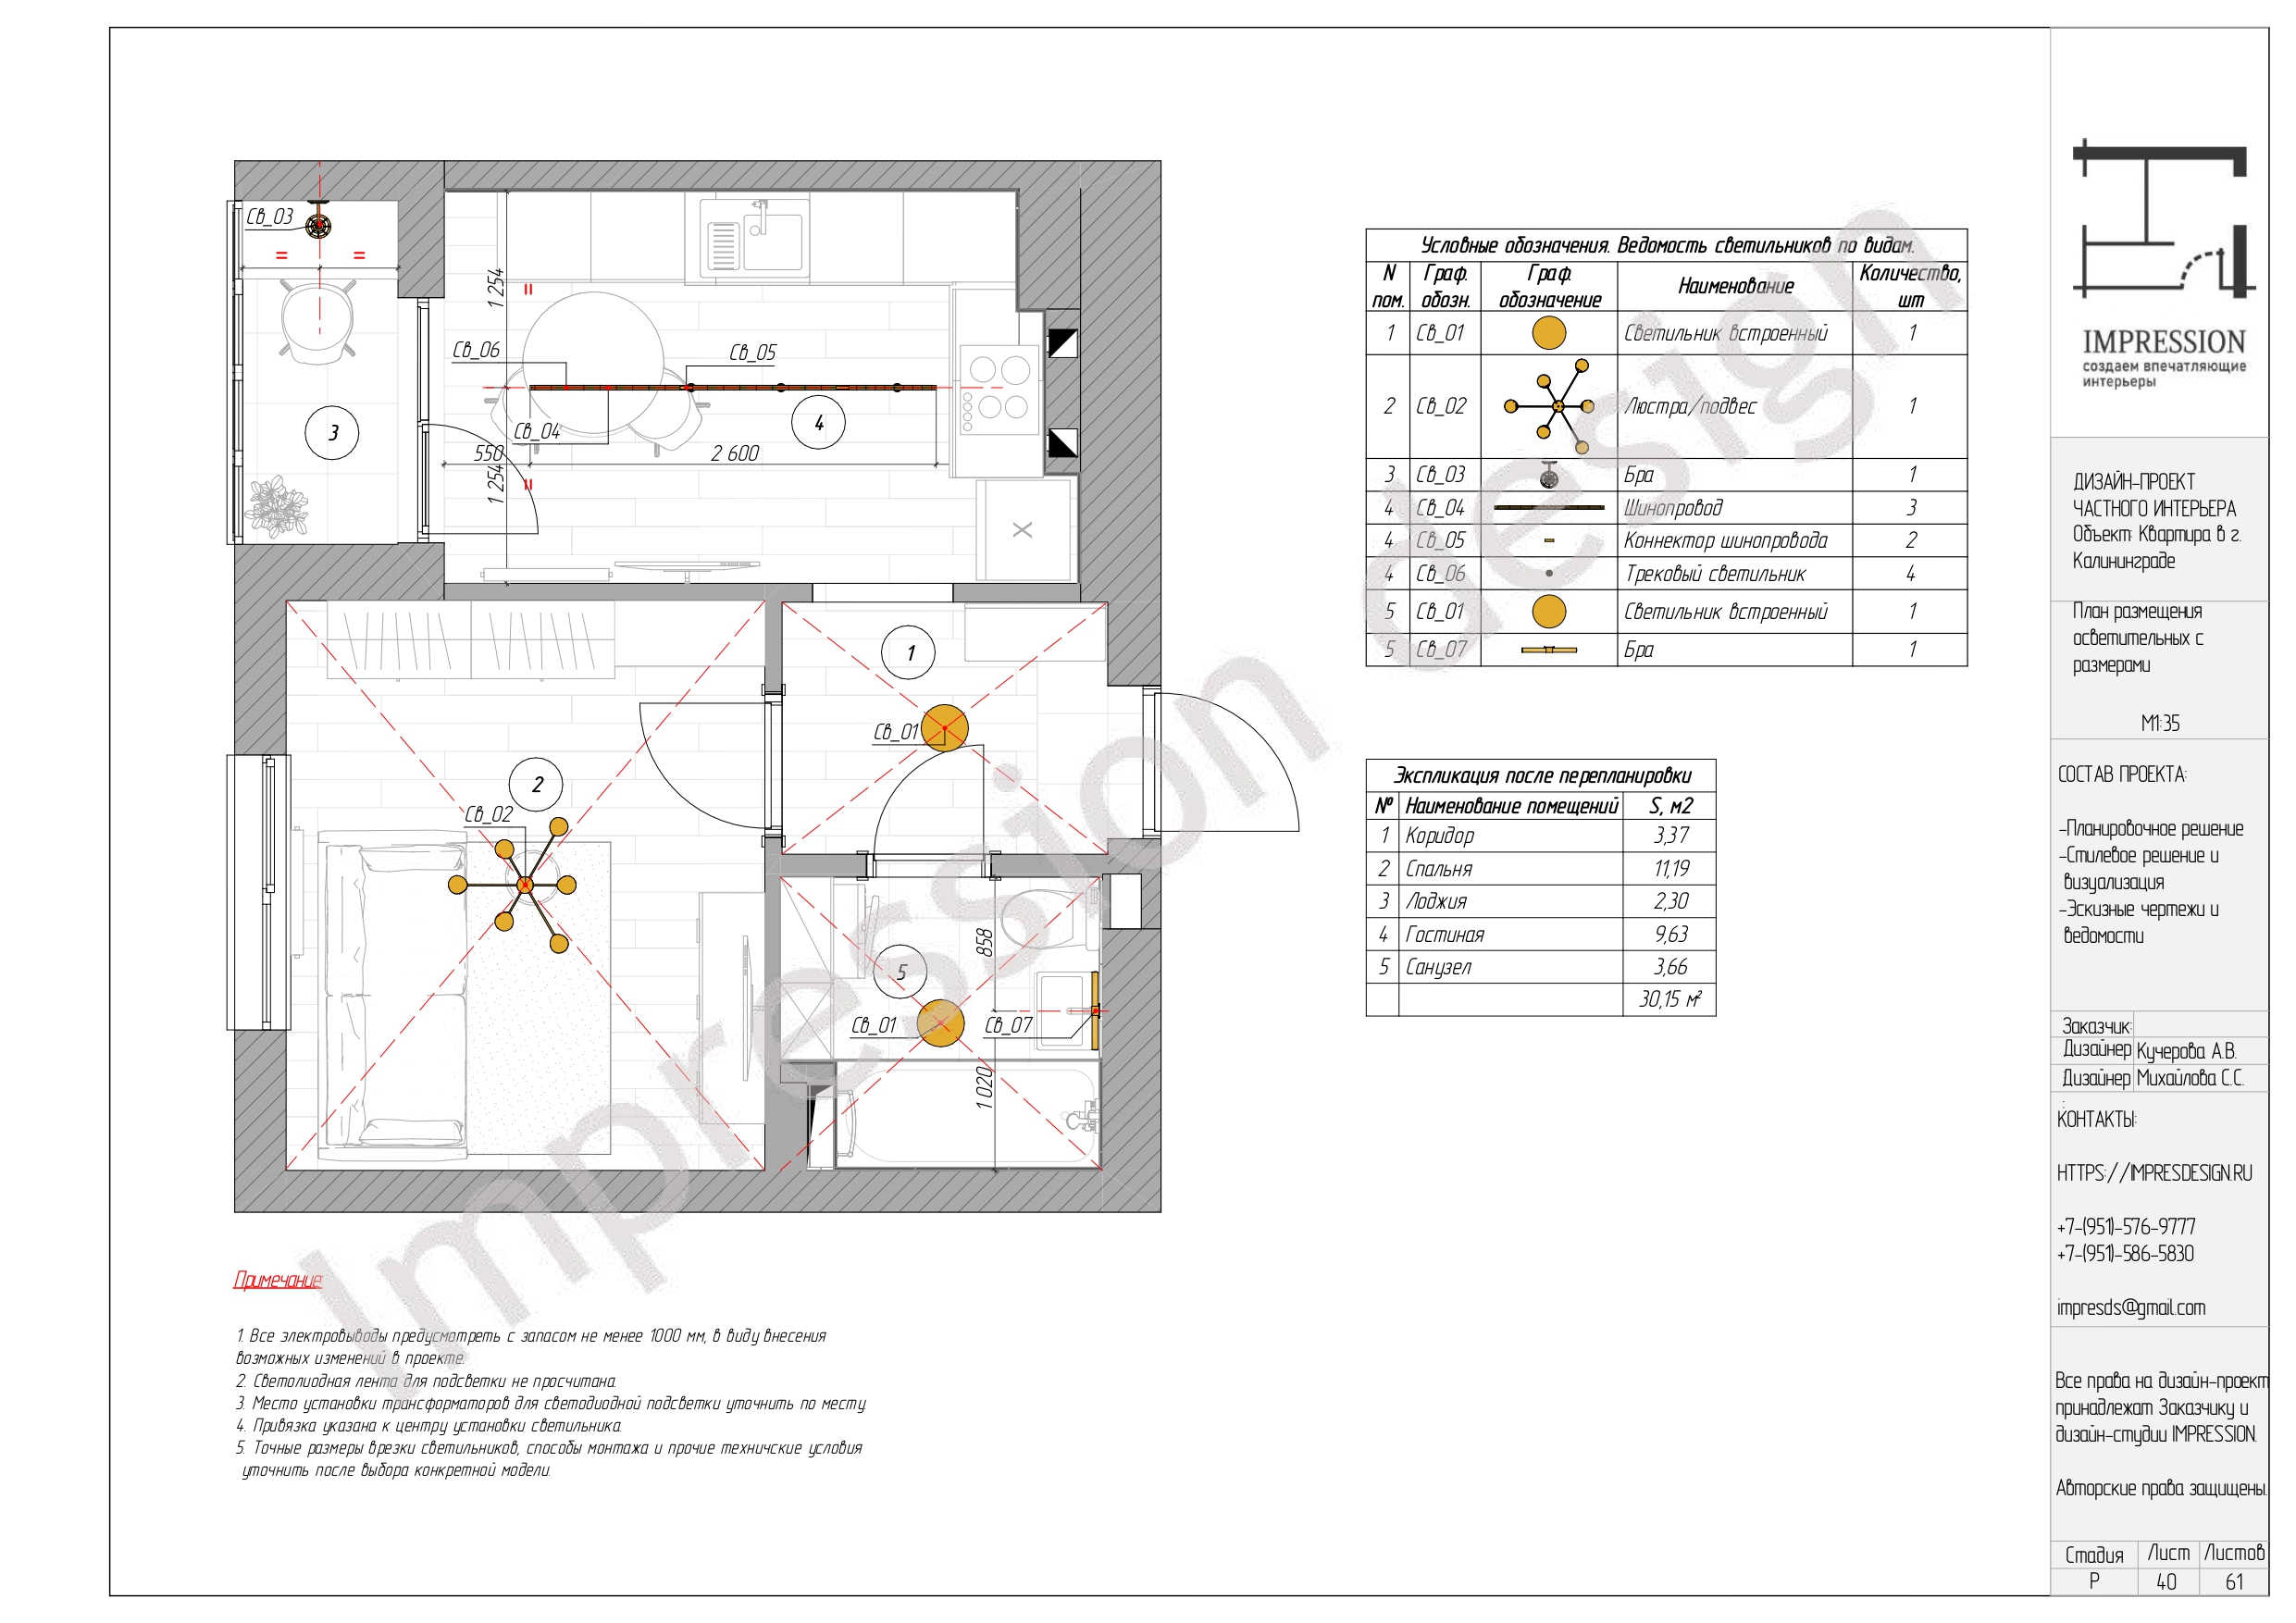 Св_03
1 254
Св_06
Св_05
3
Св_04
4
550
2 600
1 254
X
1
Св_01
2
Св_02
858
5
Св_01
Св_07
1 020
Impression design
Условные обозначения. Ведомость светильников по видам.
N пом. Граф. обозн. Граф. обозначение Наименование Количество, шт
1 Св_01 Светильник встроенный 1
2 Св_02 Люстра/подвес 1
3 Св_03 Бра 1
4 Св_04 Шинопровод 3
4 Св_05 Коннектор шинопровода 2
4 Св_06 Трековый светильник 4
5 Св_01 Светильник встроенный 1
5 Св_07 Бра 1
Экспликация после перепланировки
№ Наименование помещений S, м2
1 Коридор 3,37
2 Спальня 11,19
3 Лоджия 2,30
4 Гостиная 9,63
5 Санузел 3,66
30,15 м²
Примечание:
1. Все электровыводы предусмотреть с запасом не менее 1000 мм, в виду внесения
возможных изменений в проекте.
2. Светолиодная лента для подсветки не просчитана.
3. Место установки трансформаторов для светодиодной подсветки уточнить по месту.
4. Привязка указана к центру установки светильника.
5. Точные размеры врезки светильников, способы монтажа и прочие техничские условия
уточнить после выбора конкретной модели.
IMPRESSION
создаем впечатляющие
интерьеры
ДИЗАЙН-ПРОЕКТ
ЧАСТНОГО ИНТЕРЬЕРА
Объект: Квартира в г.
Калининграде
План размещения
осветительных с
размерами
М1:35
СОСТАВ ПРОЕКТА:
-Планировочное решение
-Стилевое решение и
визуализация
-Эскизные чертежи и
ведомости
Заказчик:
Дизайнер Кучерова А.В.
Дизайнер Михайлова С.С.
:
КОНТАКТЫ:
HTTPS://IMPRESDESIGN.RU
+7-(951)-576-9777
+7-(951)-586-5830
impresds@gmail.com
Все права на дизайн-проект
принадлежат Заказчику и
дизайн-студии IMPRESSION.
Авторские права защищены.
Стадия Лист Листов
Р 40 61